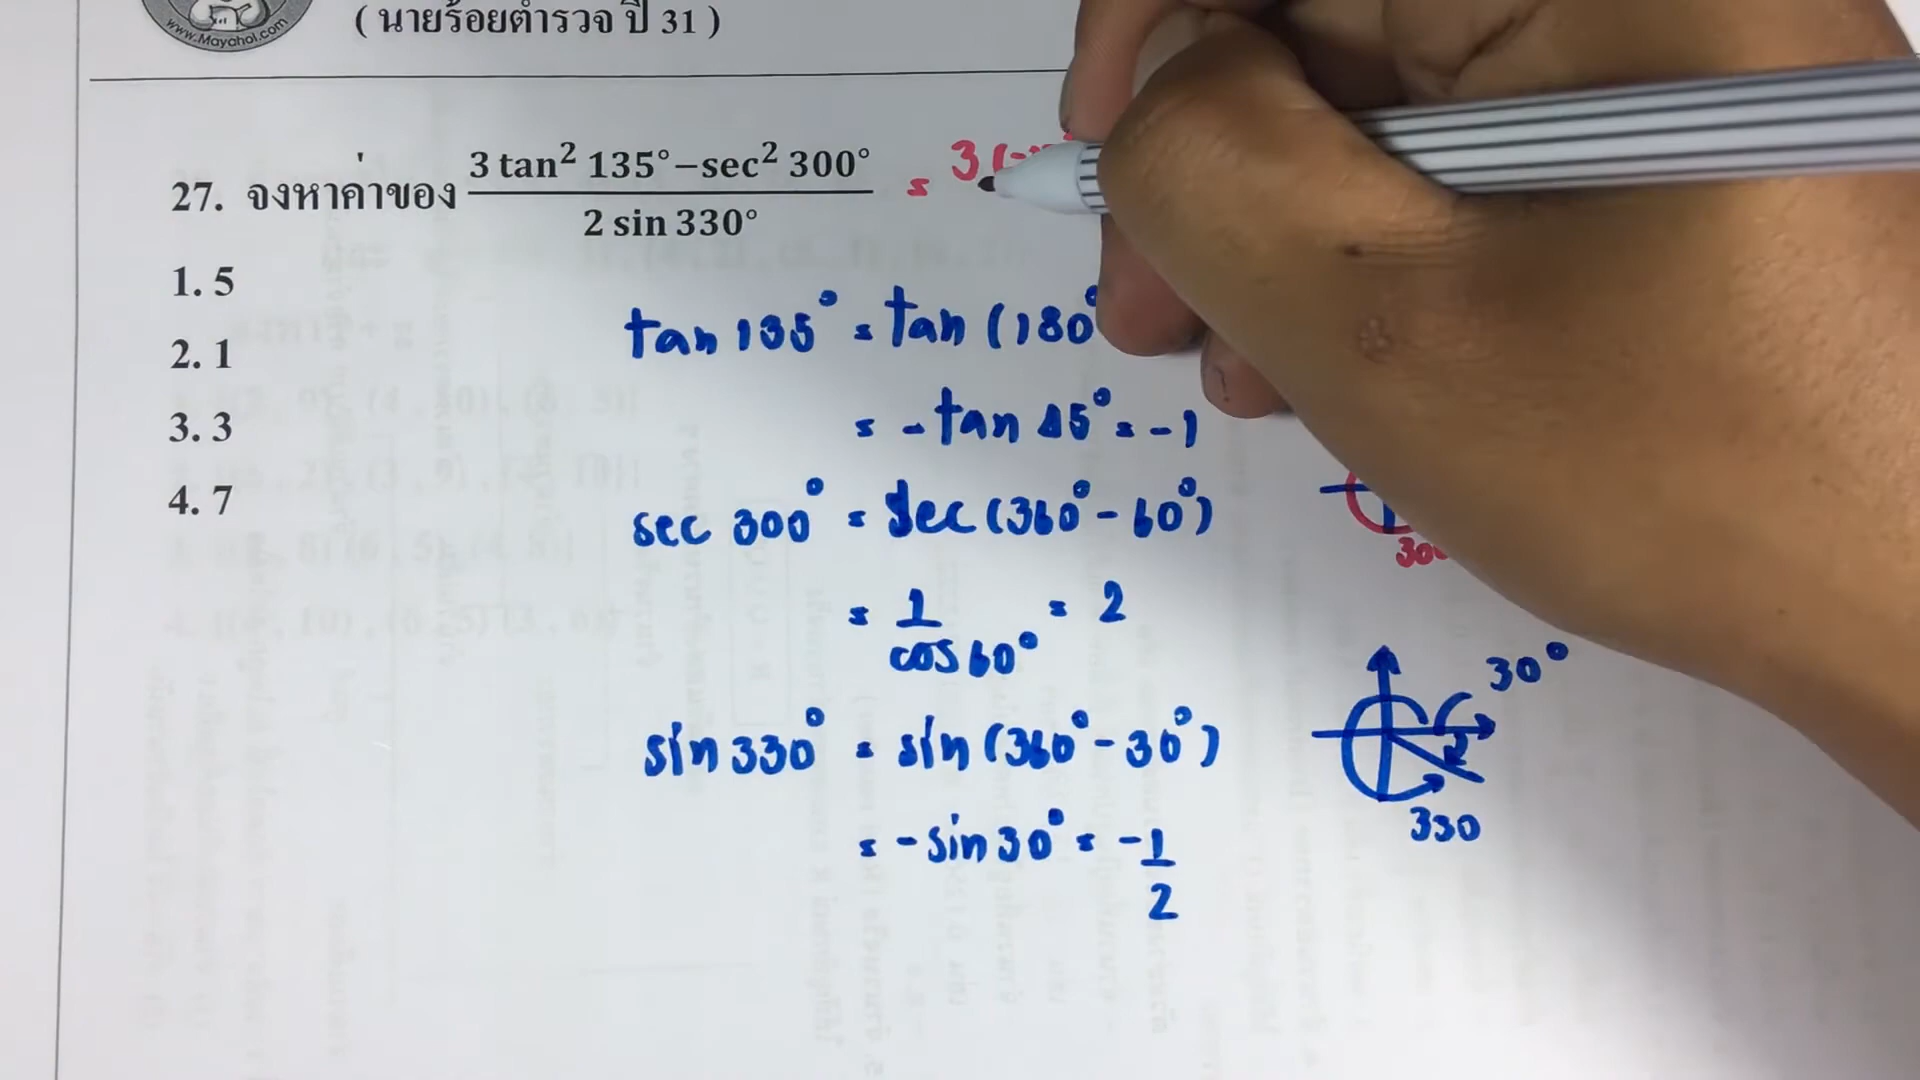 www.Mayahol.com
( นายร้อยตำรวจ ปี 31 )
27. จงหาค่าของ 3 tan² 135°−sec² 300° / 2 sin 330° = 3(-
1. 5
2. 1
3. 3
4. 7
tan 135° = tan (180°
= -tan 45° = -1
sec 300° = sec (360° - 60°)
= 1 / cos 60° = 2
sin 330° = sin (360° - 30°)
= -sin 30° = -1/2
30°
330